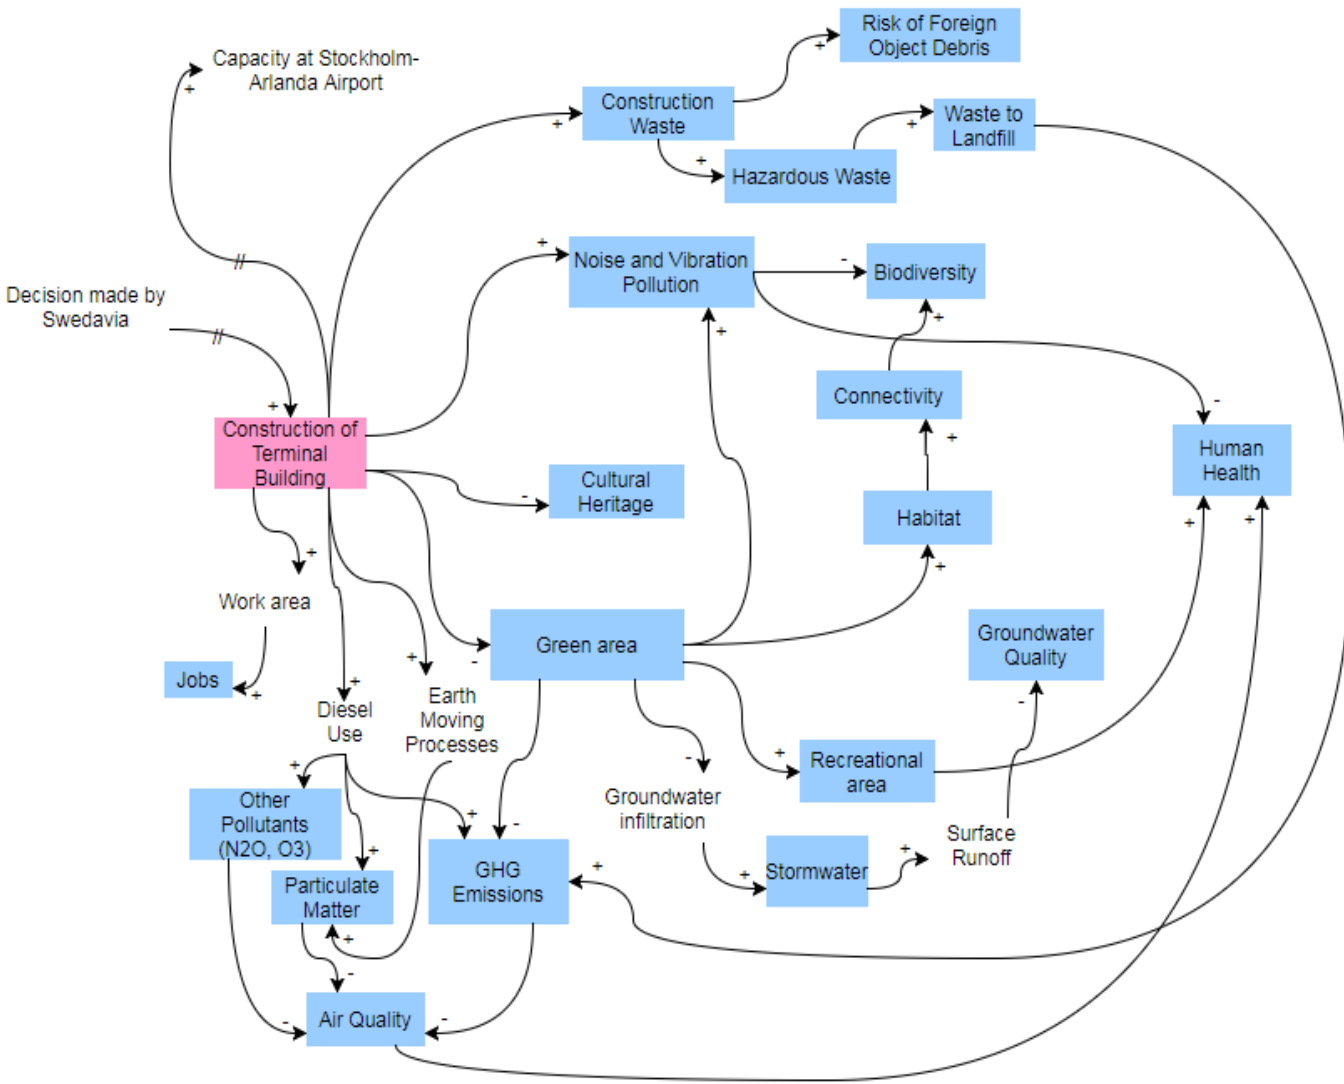 Risk of Foreign
Object Debris
Capacity at Stockholm-
Arlanda Airport
+
+
Construction
Waste
+
+
Waste to
Landfill
+
Hazardous Waste
+
Noise and Vibration
Pollution
-
Biodiversity
//
Decision made by
Swedavia
//
+
+
Connectivity
+
-
Construction of
Terminal
Building
+
Human
Health
Cultural
Heritage
-
Habitat
+
+
+
+
Work area
+
Green area
-
Groundwater
Quality
+
Jobs
+
+
-
Earth
Moving
Processes
Diesel
Use
+
-
+
Recreational
area
Groundwater
infiltration
Other
Pollutants
(N2O, O3)
+
-
Surface
Runoff
+
+
GHG
Emissions
+
+
Stormwater
Particulate
Matter
+
-
-
-
Air Quality